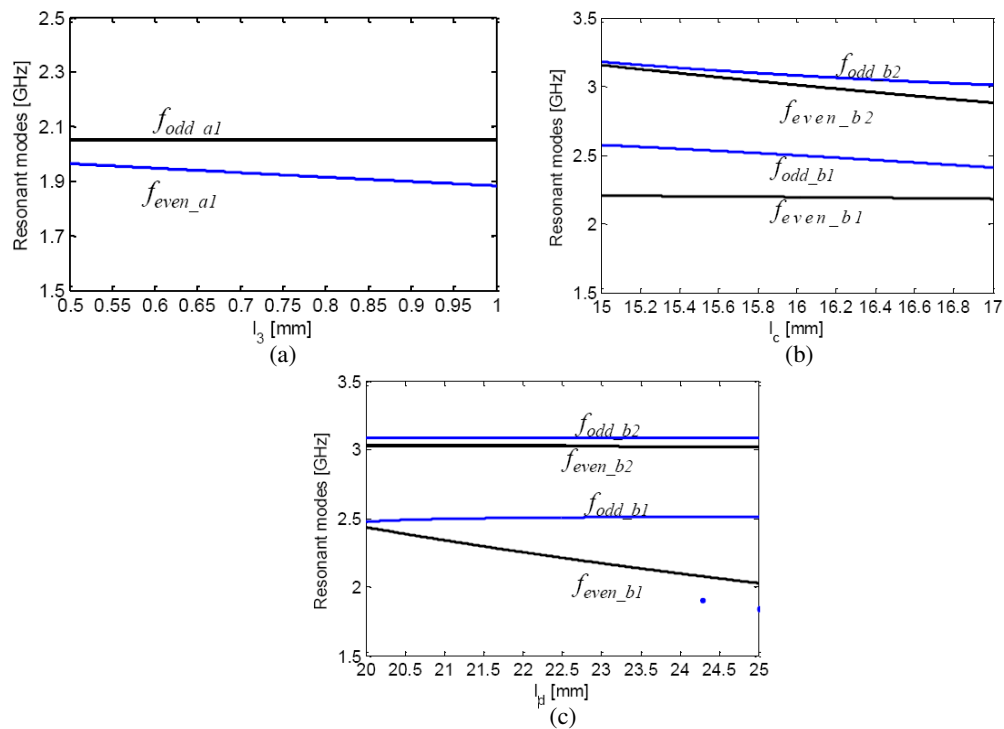 2.5
2.3
2.1
1.9
1.7
1.5
Resonant modes [GHz]
f_odd_a1
f_even_a1
0.5 0.55 0.6 0.65 0.7 0.75 0.8 0.85 0.9 0.95 1
l_3 [mm]
(a)
3.5
3
2.5
2
1.5
Resonant modes [GHz]
f_odd_b2
f_even_b2
f_odd_b1
f_even_b1
15 15.2 15.4 15.6 15.8 16 16.2 16.4 16.6 16.8 17
l_c [mm]
(b)
3.5
3
2.5
2
1.5
Resonant modes [GHz]
f_odd_b2
f_even_b2
f_odd_b1
f_even_b1
20 20.5 21 21.5 22 22.5 23 23.5 24 24.5 25
[mm]
(c)